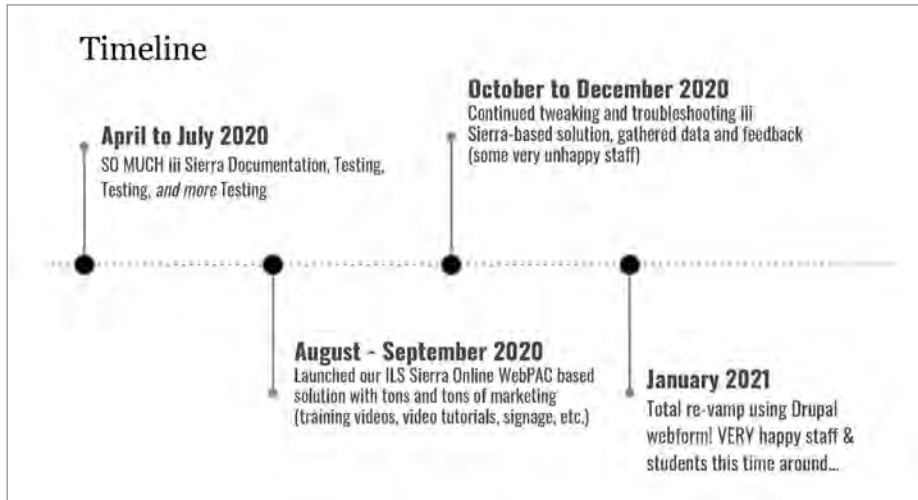 Timeline
April to July 2020
SO MUCH iii Sierra Documentation, Testing,
Testing, and more Testing
August - September 2020
Launched our ILS Sierra Online WebPAC based
solution with tons and tons of marketing
(training videos, video tutorials, signage, etc.)
October to December 2020
Continued tweaking and troubleshooting iii
Sierra-based solution, gathered data and feedback
(some very unhappy staff)
January 2021
Total re-vamp using Drupal
webform! VERY happy staff &
students this time around...